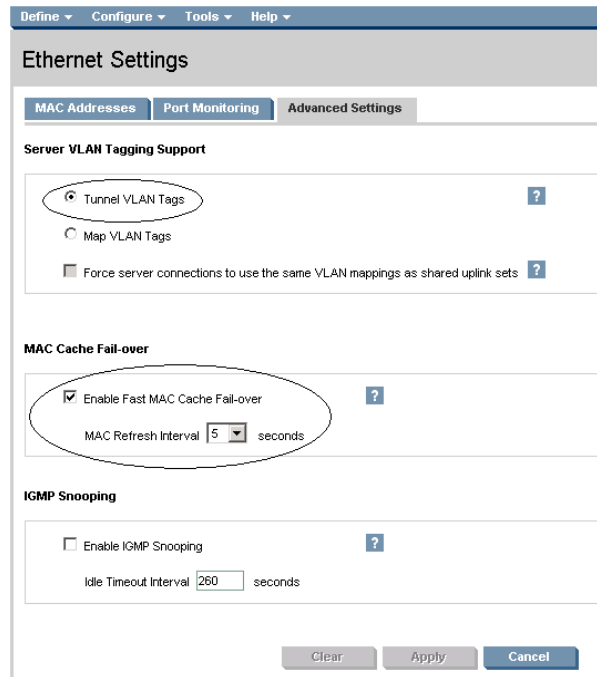 Define Configure Tools Help
Ethernet Settings
MAC Addresses Port Monitoring Advanced Settings
Server VLAN Tagging Support
Tunnel VLAN Tags ?
Map VLAN Tags
Force server connections to use the same VLAN mappings as shared uplink sets ?
MAC Cache Fail-over
Enable Fast MAC Cache Fail-over ?
MAC Refresh Interval 5 seconds
IGMP Snooping
Enable IGMP Snooping ?
Idle Timeout Interval 260 seconds
Clear Apply Cancel